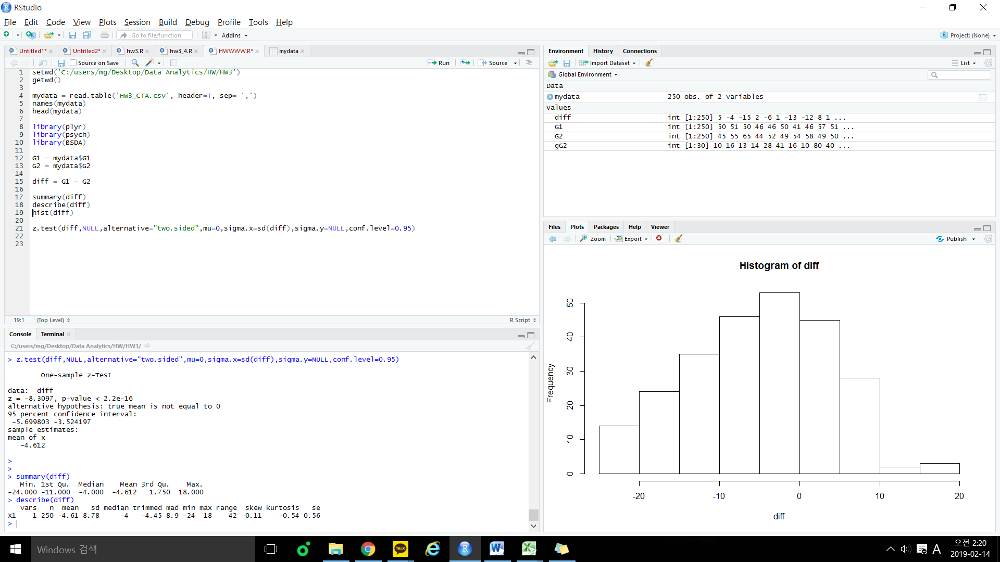 RStudio
File Edit Code View Plots Session Build Debug Profile Tools Help
Go to file/function Addins Project: (None)
Untitled1* Untitled2* hw3.R hw3_4.R HWWWW.R* mydata
Source on Save Run Source
1 setwd('C:/users/mg/Desktop/Data Analytics/HW/HW3')
2 getwd()
3
4 mydata = read.table('HW3_CTA.csv', header=T, sep= ',')
5 names(mydata)
6 head(mydata)
7
8 library(plyr)
9 library(psych)
10 library(BSDA)
11
12 G1 = mydata$G1
13 G2 = mydata$G2
14
15 diff = G1 - G2
16
17 summary(diff)
18 describe(diff)
19 hist(diff)
20
21 z.test(diff,NULL,alternative="two.sided",mu=0,sigma.x=sd(diff),sigma.y=NULL,conf.level=0.95)
22
23
19:1 (Top Level) R Script
Console Terminal
C:/users/mg/Desktop/Data Analytics/HW/HW3/
> z.test(diff,NULL,alternative="two.sided",mu=0,sigma.x=sd(diff),sigma.y=NULL,conf.level=0.95)
One-sample z-Test
data: diff
z = -8.3097, p-value < 2.2e-16
alternative hypothesis: true mean is not equal to 0
95 percent confidence interval:
-5.699803 -3.524197
sample estimates:
mean of x
-4.612
>
>
> summary(diff)
Min. 1st Qu. Median Mean 3rd Qu. Max.
-24.000 -11.000 -4.000 -4.612 1.750 18.000
> describe(diff)
vars n mean sd median trimmed mad min max range skew kurtosis se
X1 1 250 -4.61 8.78 -4 -4.45 8.9 -24 18 42 -0.11 -0.54 0.56
>
Environment History Connections
Import Dataset List
Global Environment
Data
mydata 250 obs. of 2 variables
Values
diff int [1:250] 5 -4 -15 2 -6 1 -13 -12 8 1 ...
G1 int [1:250] 50 51 50 46 46 50 41 46 57 51 ...
G2 int [1:250] 45 55 65 44 52 49 54 58 49 50 ...
gG2 int [1:30] 10 16 13 14 28 41 16 10 80 40 ...
Files Plots Packages Help Viewer
Zoom Export Publish
Histogram of diff
Frequency
50
40
30
20
10
0
-20 -10 0 10 20
diff
Windows 검색
TALK
A
오전 2:20
2019-02-14